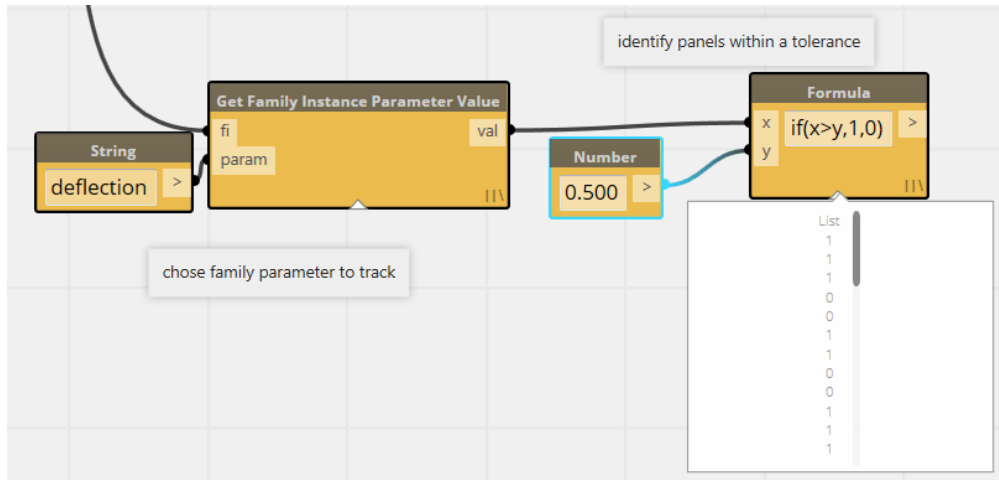 identify panels within a tolerance
Formula
x
if(x>y,1,0)
>
y
Get Family Instance Parameter Value
fi
val
param
String
deflection
>
Number
0.500
>
chose family parameter to track
List
1
1
1
0
0
1
1
0
0
1
1
1